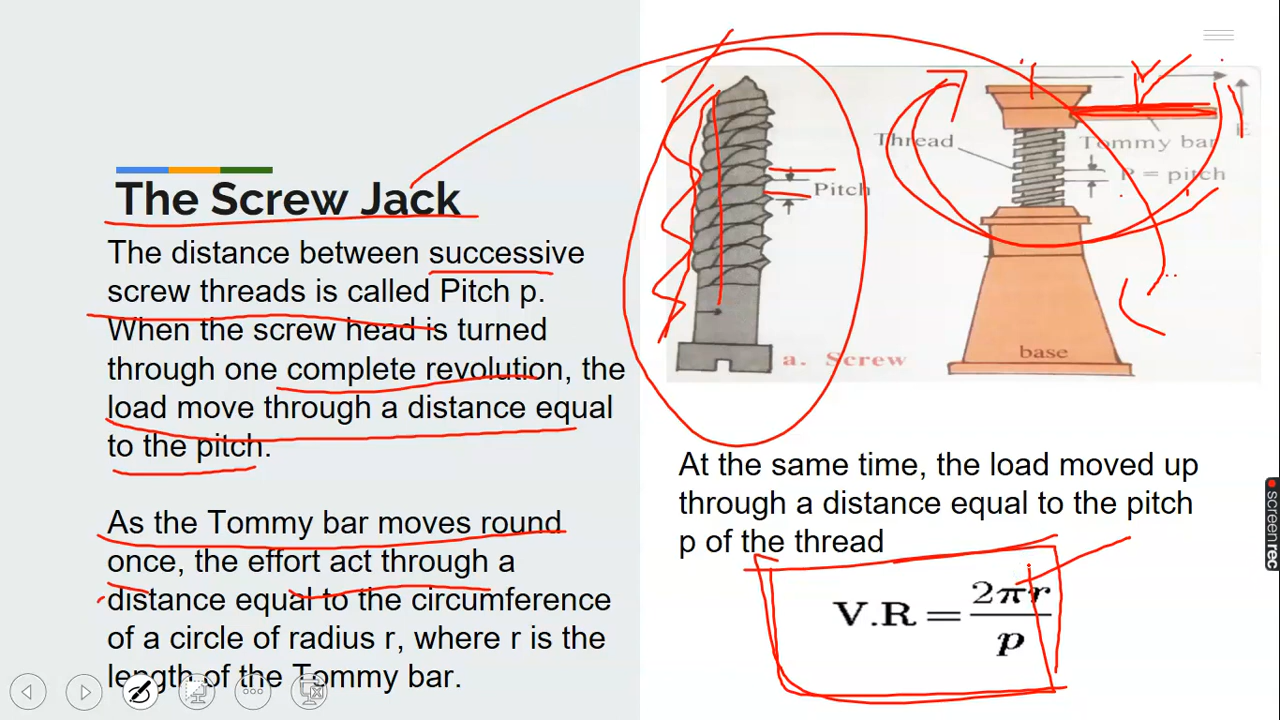 The Screw Jack
The distance between successive
screw threads is called Pitch p.
When the screw head is turned
through one complete revolution, the
load move through a distance equal
to the pitch.
As the Tommy bar moves round
once, the effort act through a
distance equal to the circumference
of a circle of radius r, where r is the
length of the Tommy bar.
Pitch
a. Screw
Thread
E
Tommy bar
P = pitch
base
At the same time, the load moved up
through a distance equal to the pitch
p of the thread
V.R = 2πr/p
screenrec